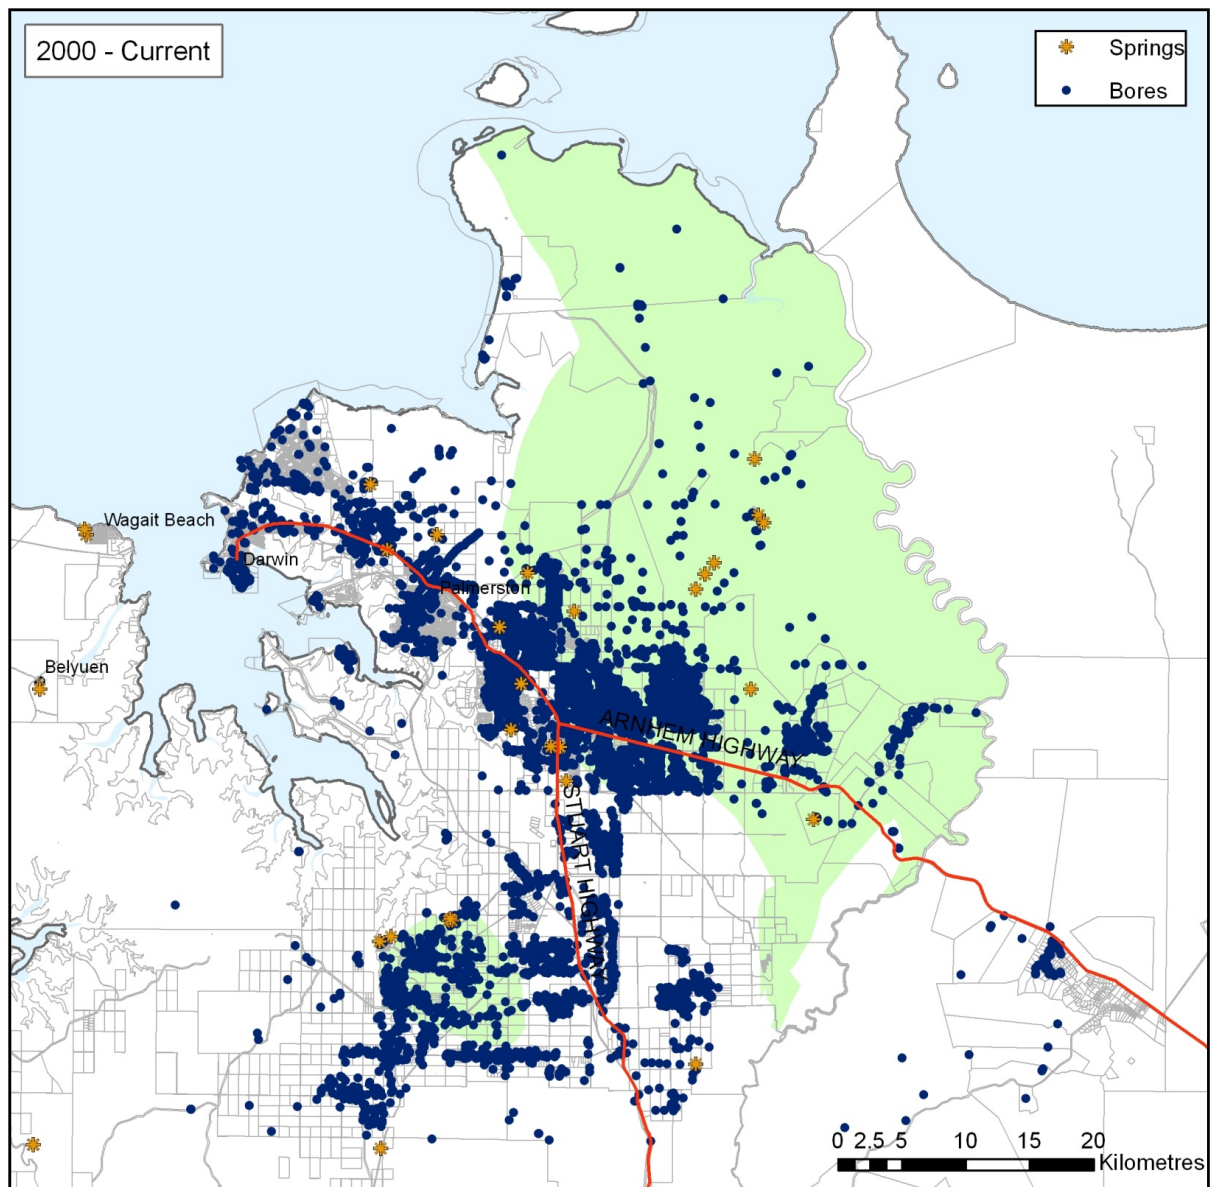 2000 - Current
Springs
Bores
Wagait Beach
Darwin
Palmerston
Belyuen
ARNHEM HIGHWAY
STUART HIGHWAY
0 2.5 5 10 15 20
Kilometres